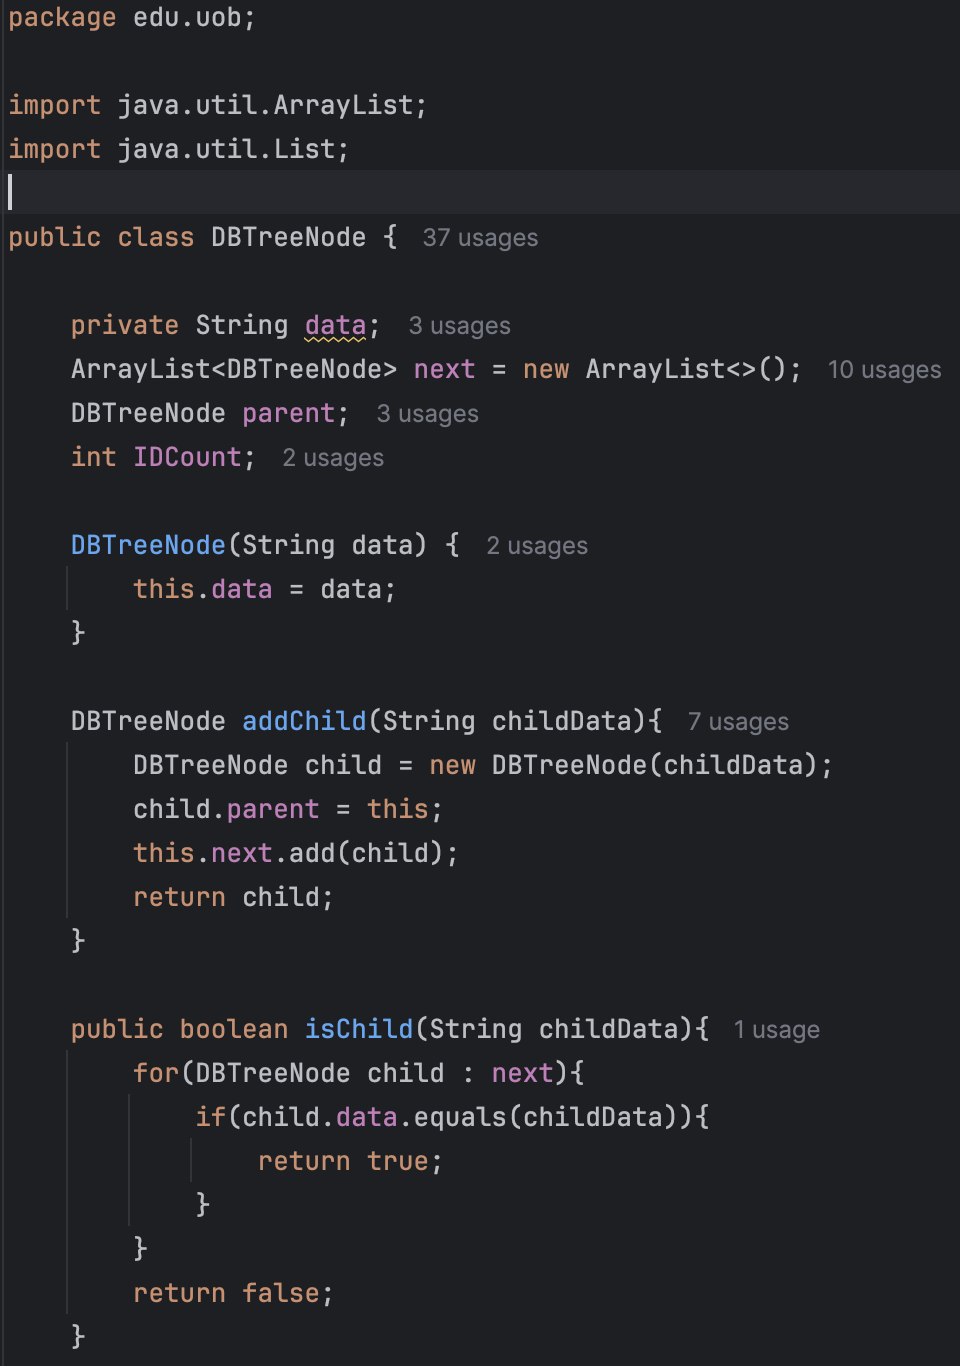 package edu.uob;
import java.util.ArrayList;
import java.util.List;
public class DBTreeNode {  37 usages
    private String data;  3 usages
    ArrayList<DBTreeNode> next = new ArrayList<>();  10 usages
    DBTreeNode parent;  3 usages
    int IDCount;  2 usages
    DBTreeNode(String data) {  2 usages
        this.data = data;
    }
    DBTreeNode addChild(String childData){  7 usages
        DBTreeNode child = new DBTreeNode(childData);
        child.parent = this;
        this.next.add(child);
        return child;
    }
    public boolean isChild(String childData){  1 usage
        for(DBTreeNode child : next){
            if(child.data.equals(childData)){
                return true;
            }
        }
        return false;
    }